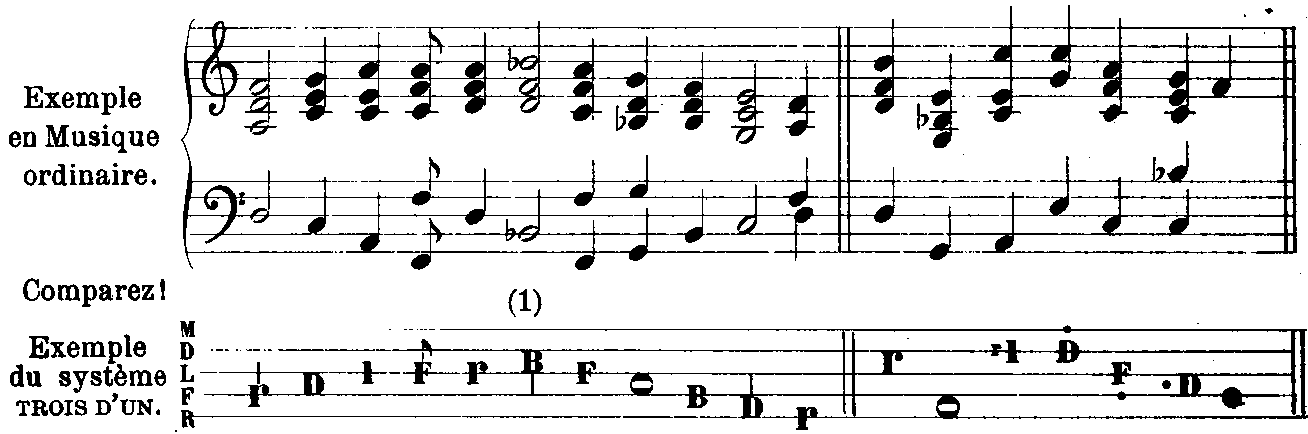 Exemple
en Musique
ordinaire.
Comparez!
(1)
Exemple
du système
TROIS D'UN.
M
D
L
F
R
r D l F r B F O B D r r O l D F D